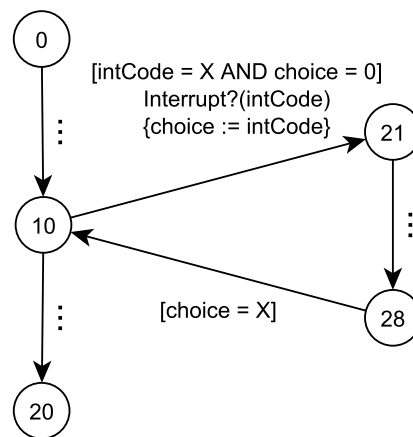 0
[intCode = X AND choice = 0]
Interrupt?(intCode)
{choice := intCode}
21
⋮
10
⋮
[choice = X]
⋮
28
20